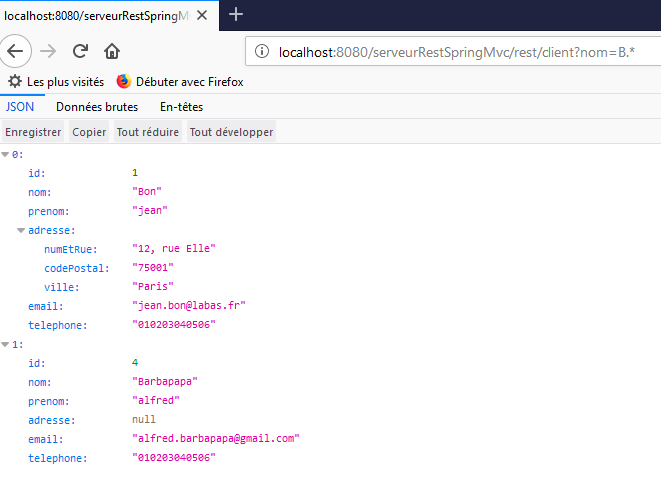 localhost:8080/serveurRestSpringM
localhost:8080/serveurRestSpringMvc/rest/client?nom=B.*
Les plus visités Débuter avec Firefox
JSON Données brutes En-têtes
Enregistrer Copier Tout réduire Tout développer
0:
id: 1
nom: "Bon"
prenom: "jean"
adresse:
numEtRue: "12, rue Elle"
codePostal: "75001"
ville: "Paris"
email: "jean.bon@labas.fr"
telephone: "010203040506"
1:
id: 4
nom: "Barbapapa"
prenom: "alfred"
adresse: null
email: "alfred.barbapapa@gmail.com"
telephone: "010203040506"